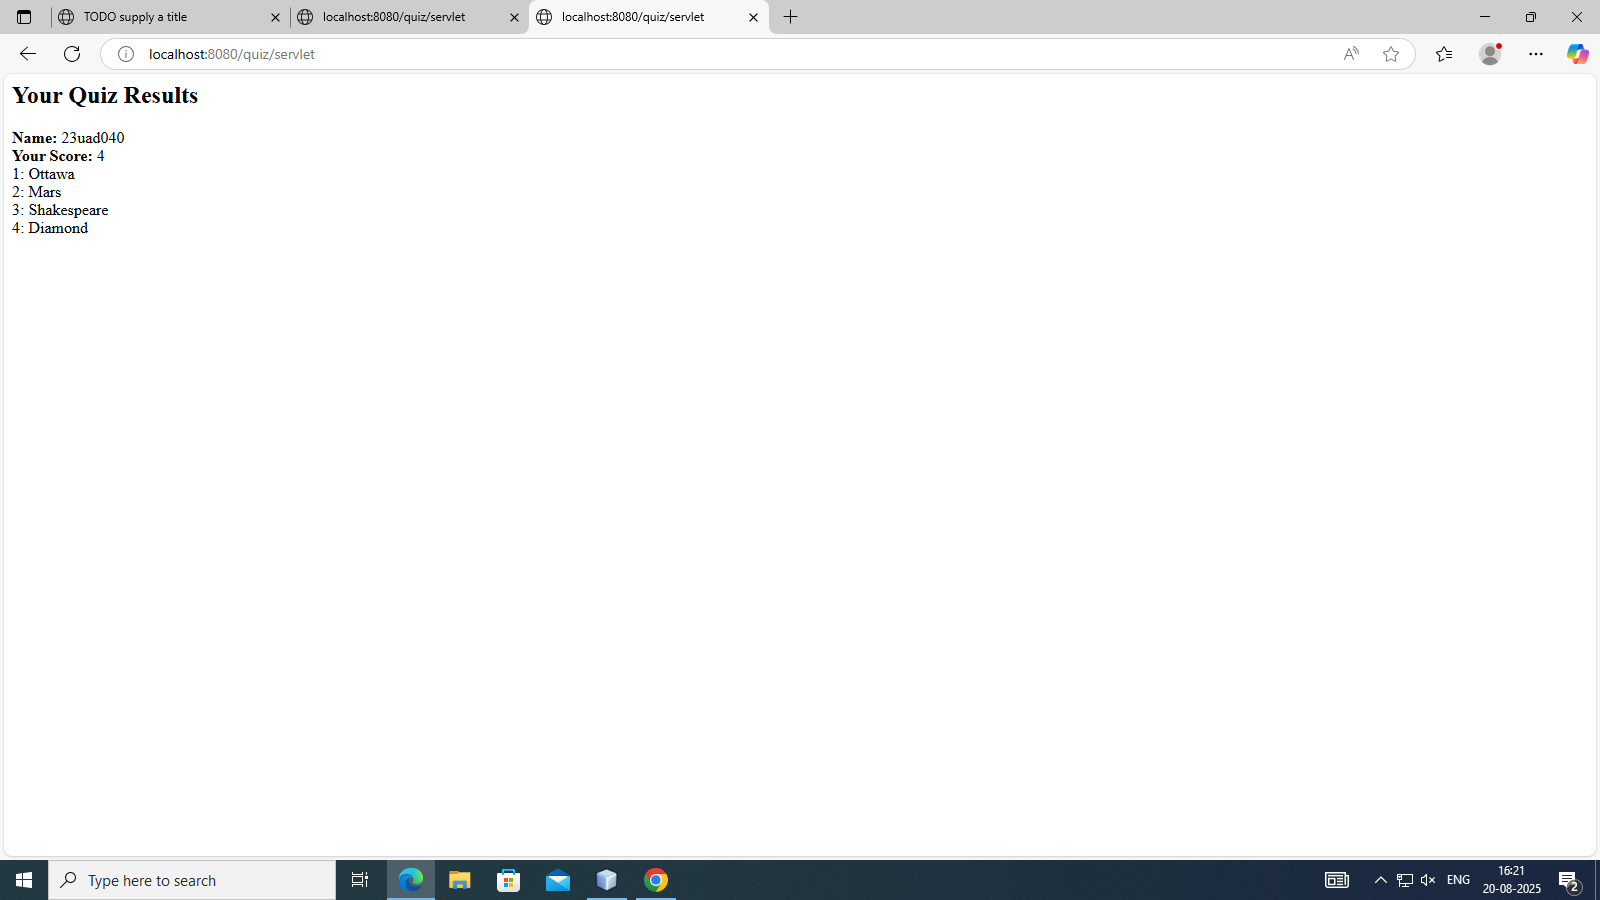 TODO supply a title
localhost:8080/quiz/servlet
localhost:8080/quiz/servlet
localhost:8080/quiz/servlet
Your Quiz Results
Name: 23uad040
Your Score: 4
1: Ottawa
2: Mars
3: Shakespeare
4: Diamond
Type here to search
ENG
16:21
20-08-2025
2